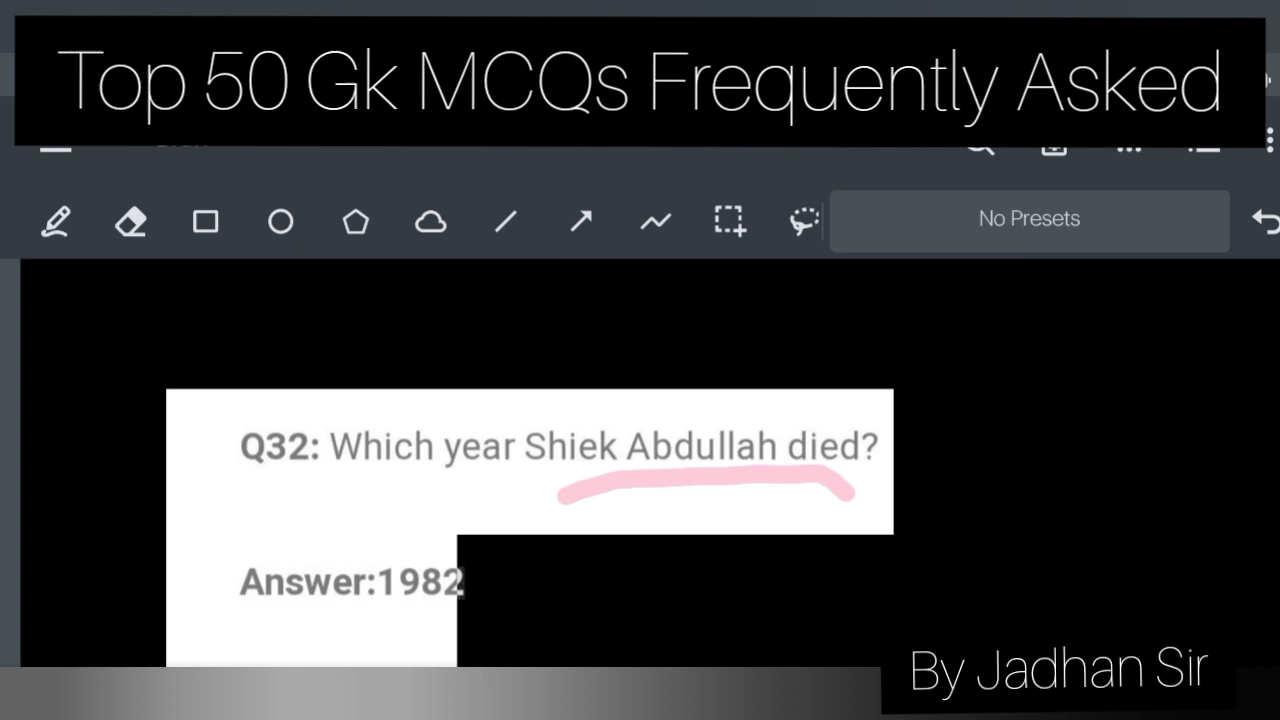 Top 50 Gk MCQs Frequently Asked
No Presets
Q32: Which year Shiek Abdullah died?
Answer:1982
By Jadhan Sir